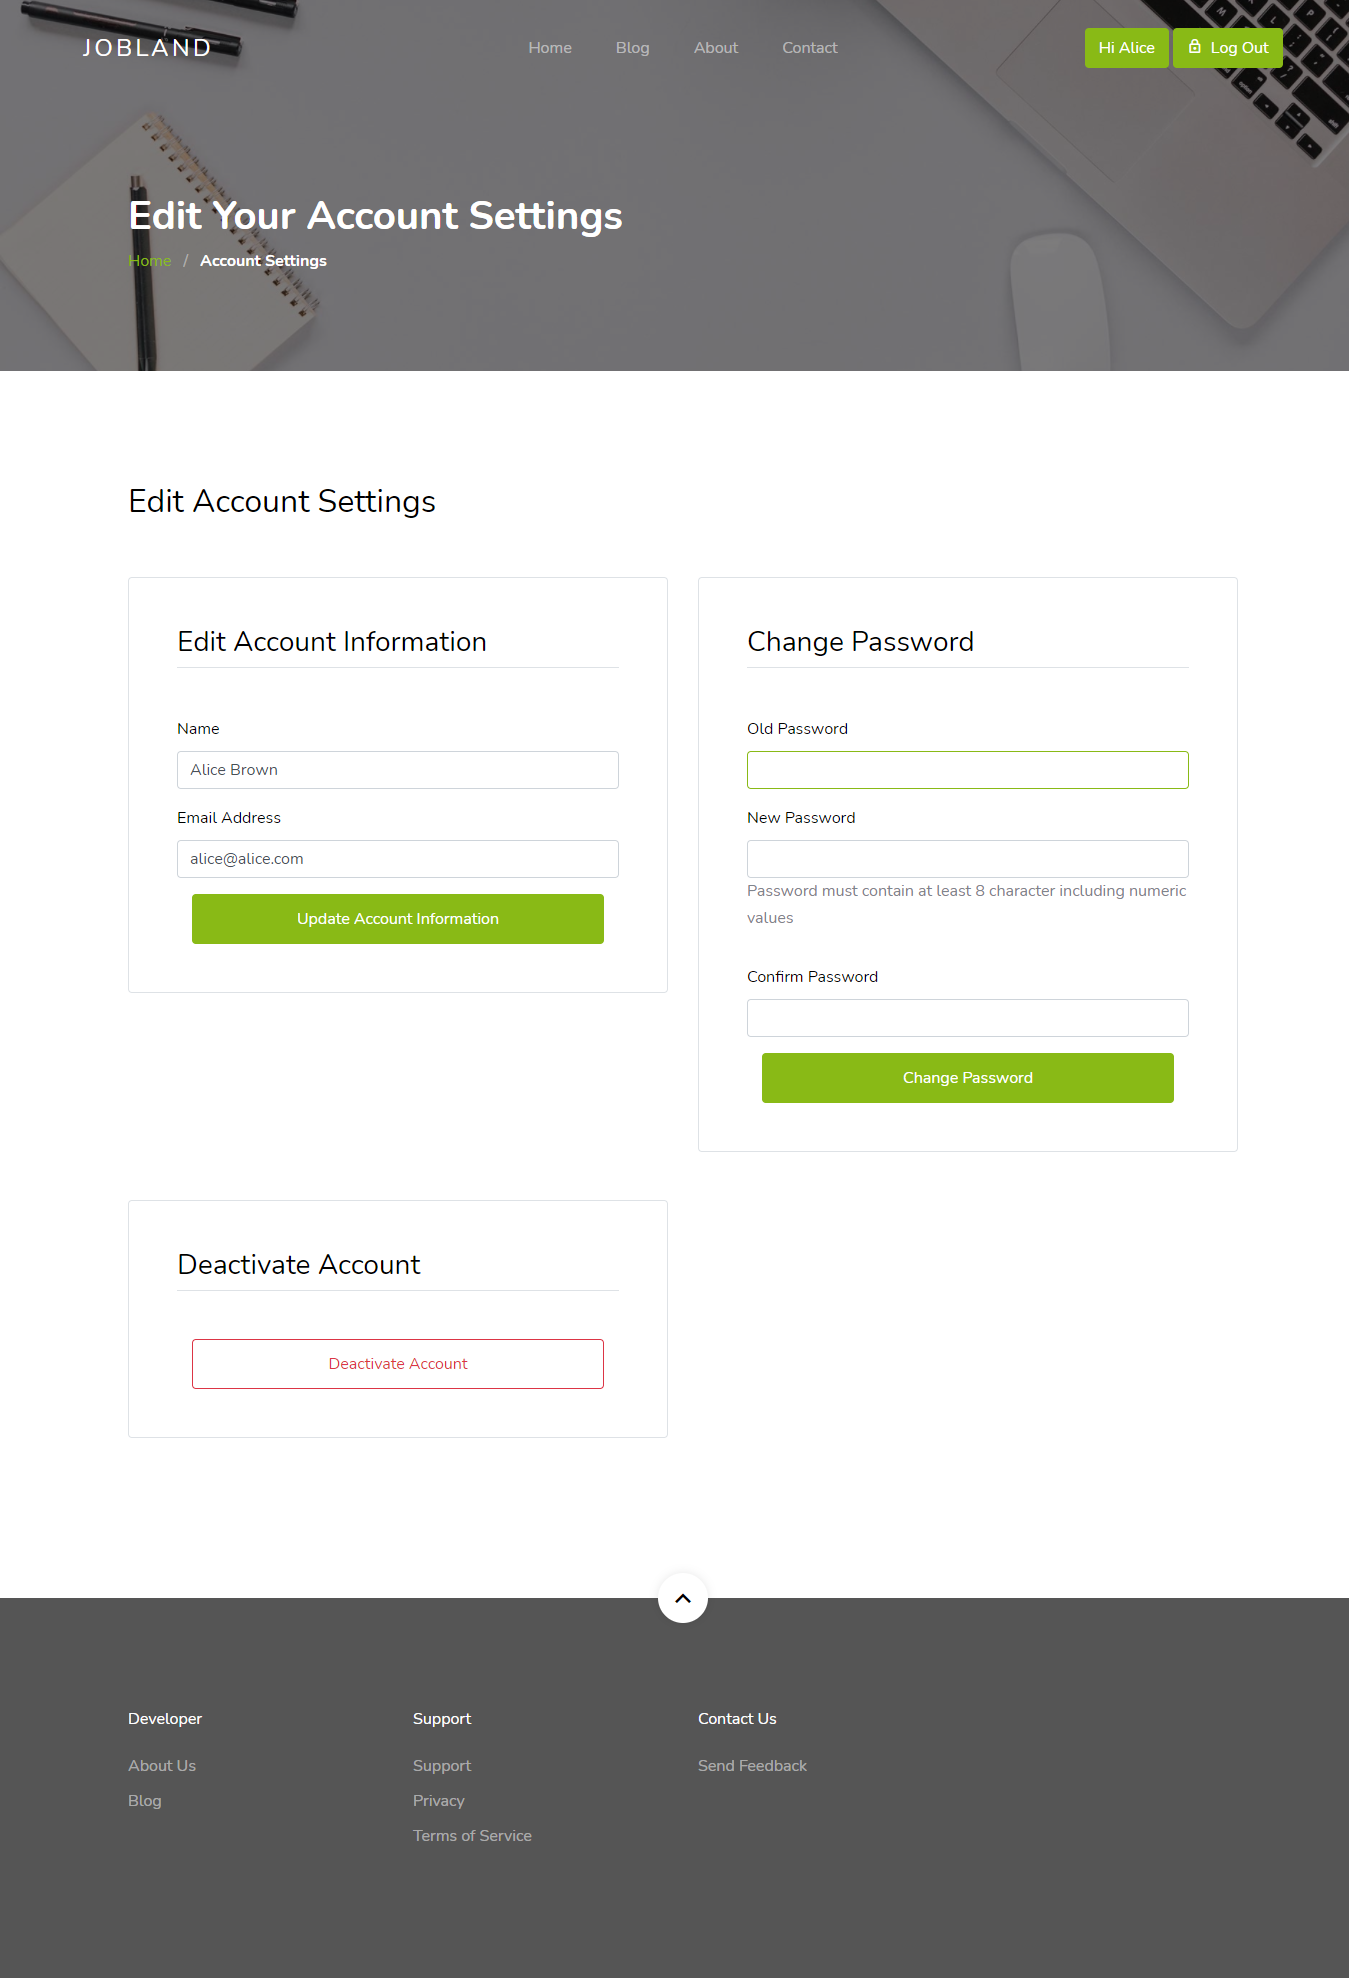 JOBLAND
Home
Blog
About
Contact
Hi Alice
Log Out
Edit Your Account Settings
Home / Account Settings
Edit Account Settings
Edit Account Information
Name
Alice Brown
Email Address
alice@alice.com
Update Account Information
Change Password
Old Password
New Password
Password must contain at least 8 character including numeric
values
Confirm Password
Change Password
Deactivate Account
Deactivate Account
Developer
About Us
Blog
Support
Support
Privacy
Terms of Service
Contact Us
Send Feedback